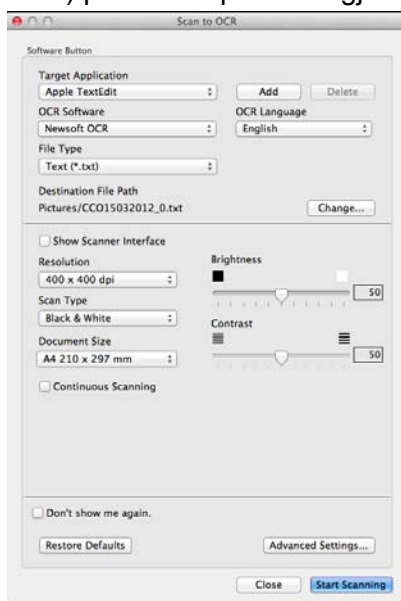 Scan to OCR
Software Button
Target Application
Apple TextEdit Add Delete
OCR Software OCR Language
Newsoft OCR English
File Type
Text (*.txt)
Destination File Path
Pictures/CCO15032012_0.txt Change...
Show Scanner Interface
Resolution Brightness
400 x 400 dpi 50
Scan Type
Black & White Contrast
Document Size
A4 210 x 297 mm 50
Continuous Scanning
Don't show me again.
Restore Defaults Advanced Settings...
Close Start Scanning